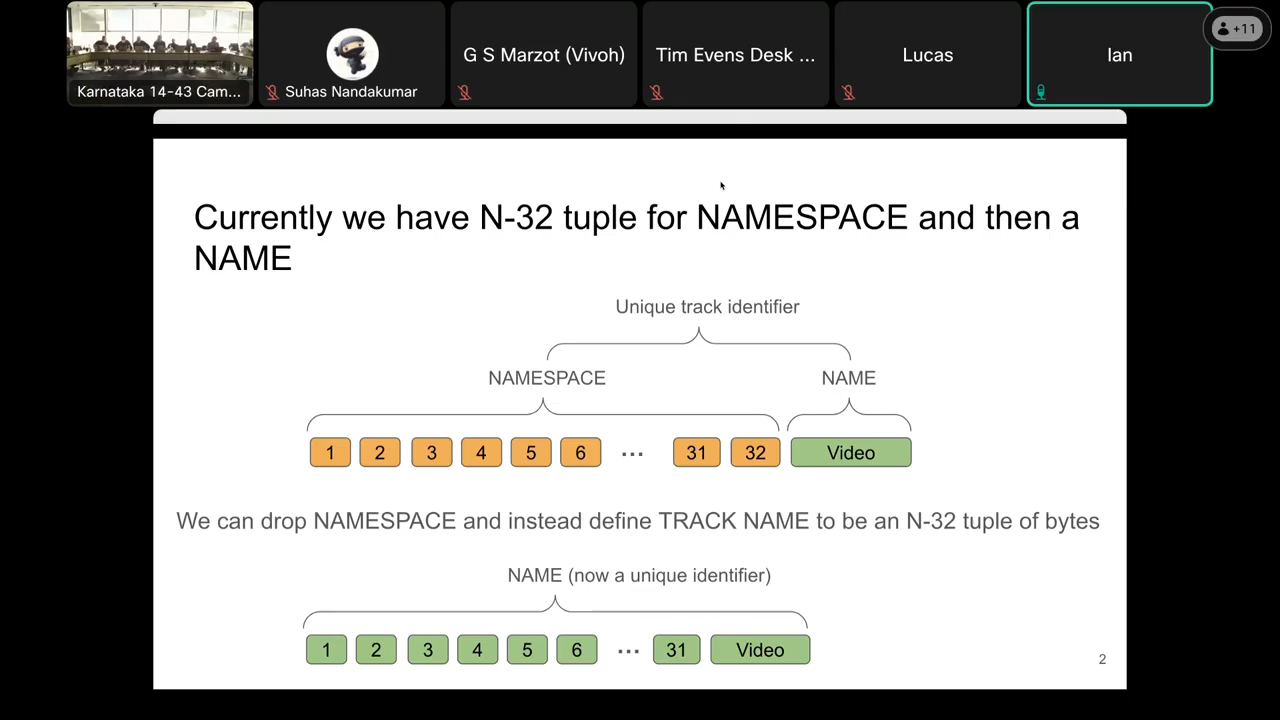 Karnataka 14-43 Cam...
Suhas Nandakumar
G S Marzot (Vivoh)
Tim Evens Desk ...
Lucas
Ian
+11
Currently we have N-32 tuple for NAMESPACE and then a
NAME
Unique track identifier
NAMESPACE NAME
1 2 3 4 5 6 ... 31 32 Video
We can drop NAMESPACE and instead define TRACK NAME to be an N-32 tuple of bytes
NAME (now a unique identifier)
1 2 3 4 5 6 ... 31 Video
2